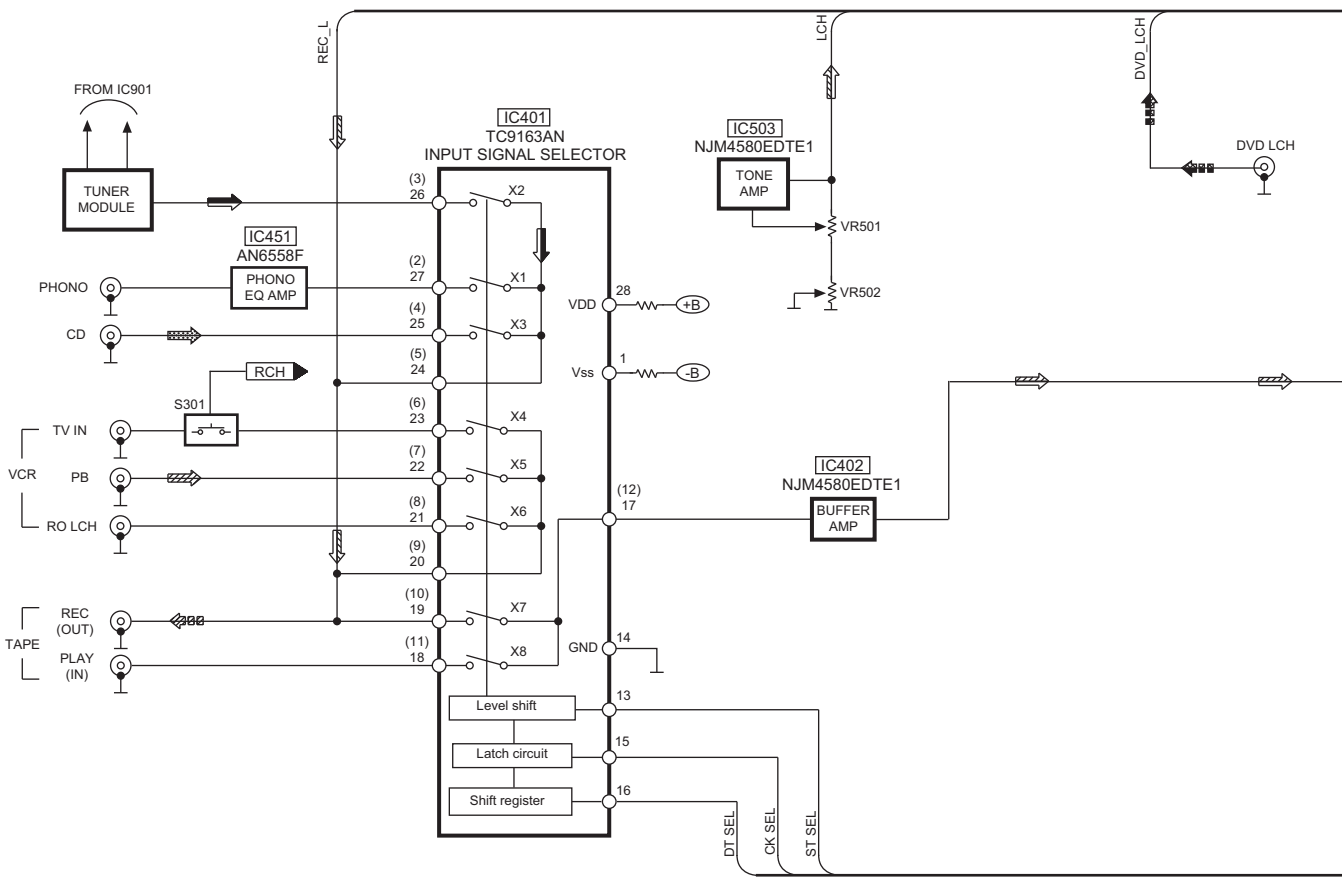 REC_L
LCH
DVD_LCH
FROM IC901
TUNER
MODULE
IC401
TC9163AN
INPUT SIGNAL SELECTOR
IC503
NJM4580EDTE1
TONE
AMP
DVD LCH
VR501
VR502
(3)
26
X2
IC451
AN6558F
PHONO
PHONO
EQ AMP
(2)
27
X1
CD
(4)
25
X3
VDD
28
+B
(5)
24
Vss
1
-B
RCH
S301
VCR
TV IN
(6)
23
X4
PB
(7)
22
X5
RO LCH
(8)
21
X6
(9)
20
(12)
17
IC402
NJM4580EDTE1
BUFFER
AMP
TAPE
REC
(OUT)
(10)
19
X7
PLAY
(IN)
(11)
18
X8
GND
14
Level shift
13
Latch circuit
15
Shift register
16
DT SEL
CK SEL
ST SEL